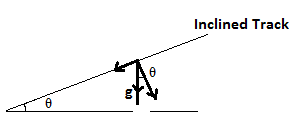 Inclined Track
θ
g
θ